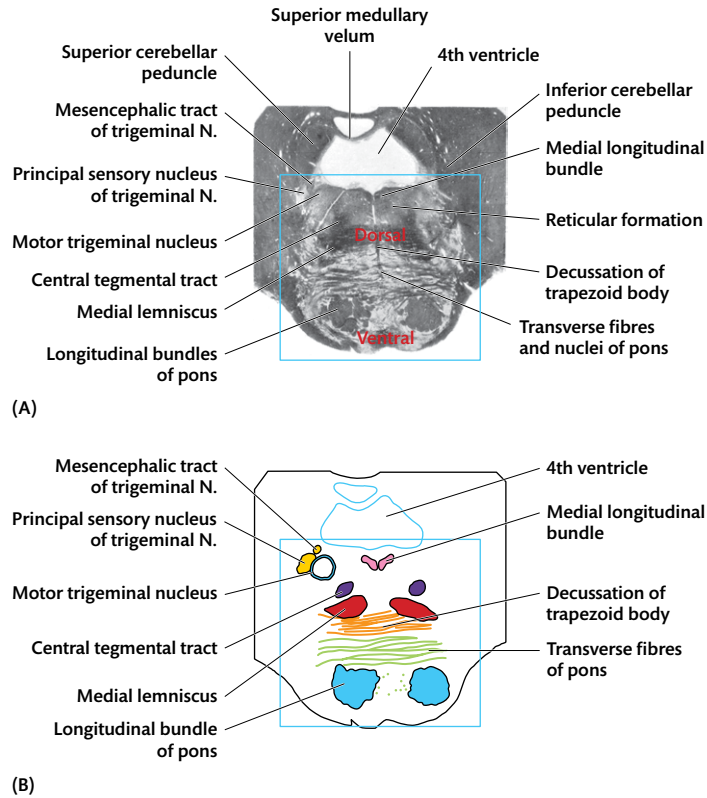 Superior medullary
velum
Superior cerebellar
peduncle
4th ventricle
Mesencephalic tract
of trigeminal N.
Inferior cerebellar
peduncle
Medial longitudinal
bundle
Principal sensory nucleus
of trigeminal N.
Reticular formation
Motor trigeminal nucleus
Dorsal
Central tegmental tract
Decussation of
trapezoid body
Medial lemniscus
Transverse fibres
and nuclei of pons
Ventral
Longitudinal bundles
of pons
(A)
Mesencephalic tract
of trigeminal N.
4th ventricle
Principal sensory nucleus
of trigeminal N.
Medial longitudinal
bundle
Motor trigeminal nucleus
Decussation of
trapezoid body
Central tegmental tract
Transverse fibres
of pons
Medial lemniscus
Longitudinal bundle
of pons
(B)